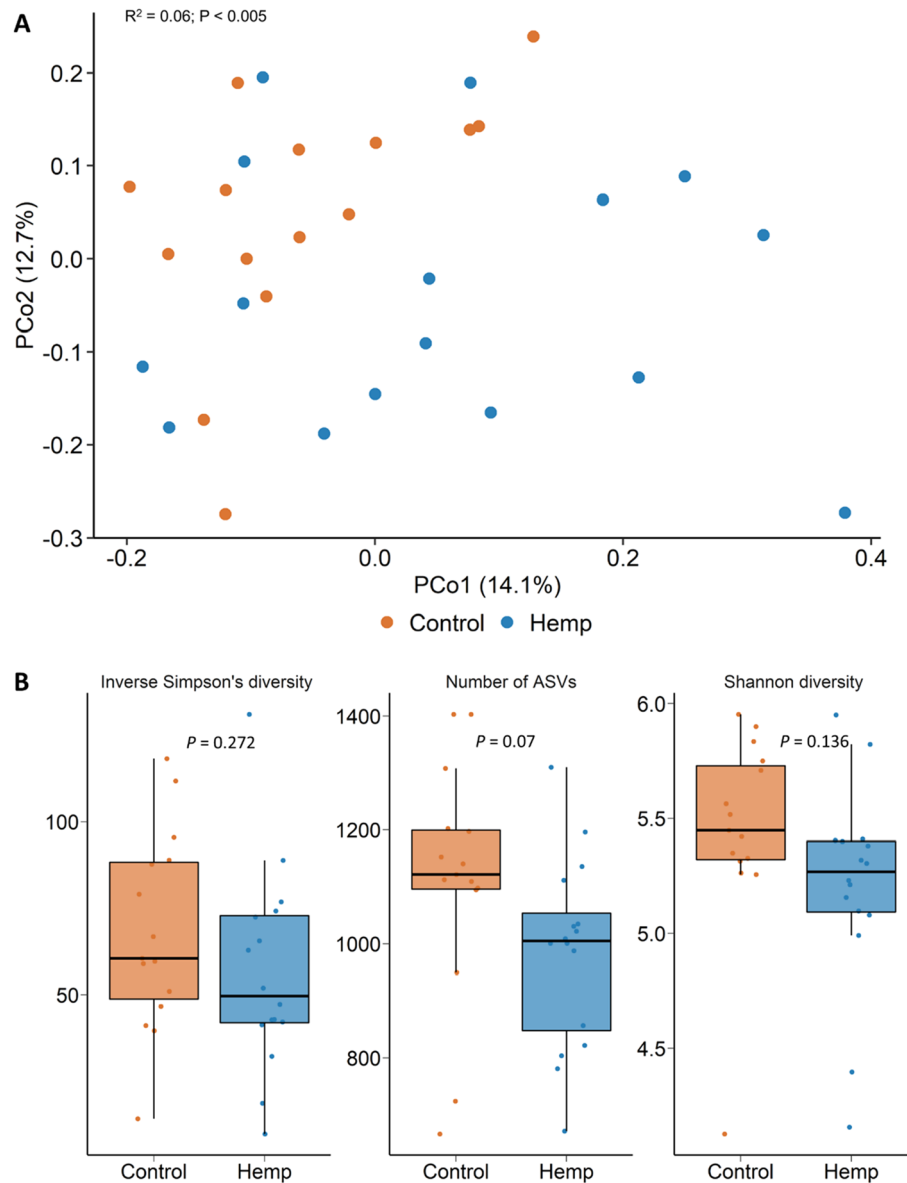 A
R² = 0.06; P < 0.005
0.2
0.1
0.0
-0.1
-0.2
-0.3
PCo2 (12.7%)
-0.2 0.0 0.2 0.4
PCo1 (14.1%)
Control Hemp
B
Inverse Simpson's diversity
P = 0.272
100
50
Control Hemp
Number of ASVs
P = 0.07
1400
1200
1000
800
Control Hemp
Shannon diversity
P = 0.136
6.0
5.5
5.0
4.5
Control Hemp